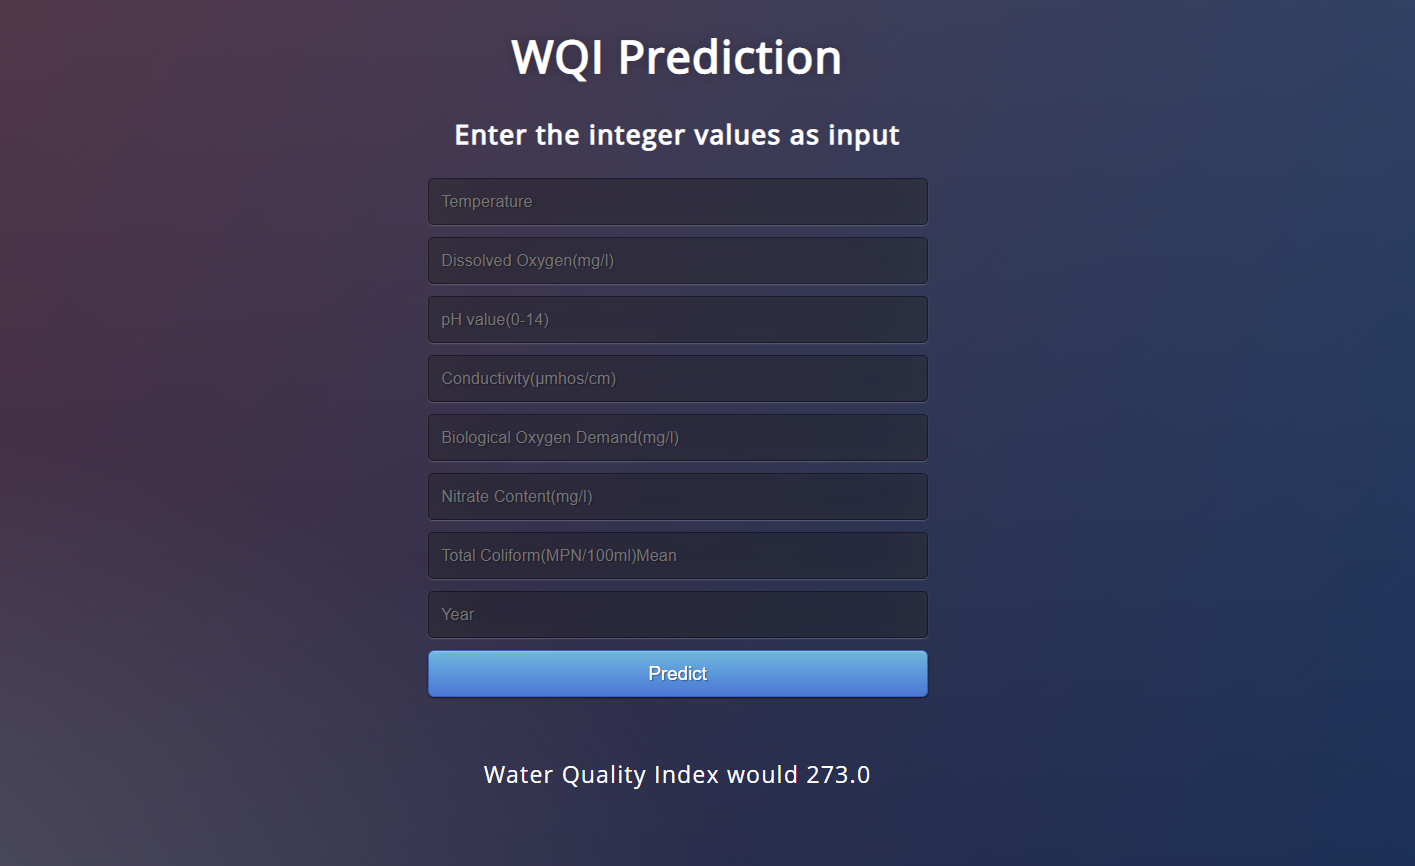 WQI Prediction
Enter the integer values as input
Temperature
Dissolved Oxygen(mg/l)
pH value(0-14)
Conductivity(µmhos/cm)
Biological Oxygen Demand(mg/l)
Nitrate Content(mg/l)
Total Coliform(MPN/100ml)Mean
Year
Predict
Water Quality Index would 273.0